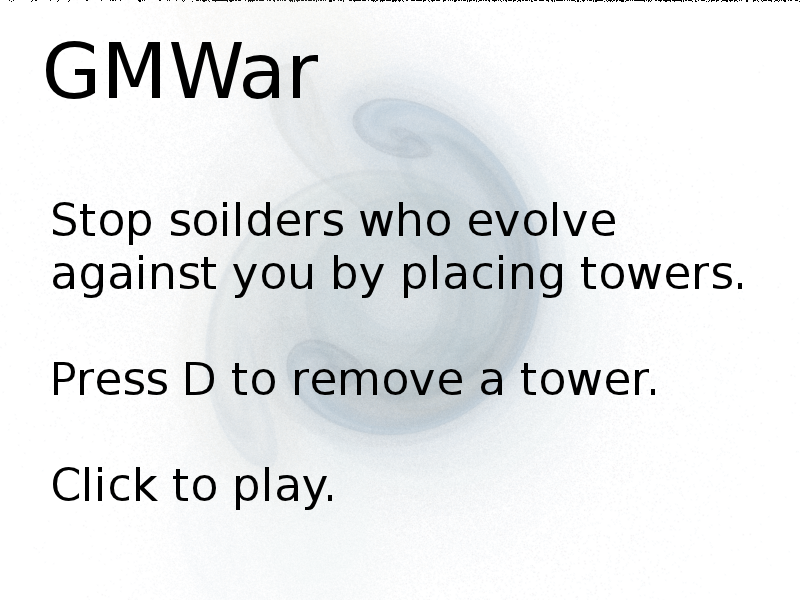 GMWar
Stop soilders who evolve
against you by placing towers.
Press D to remove a tower.
Click to play.